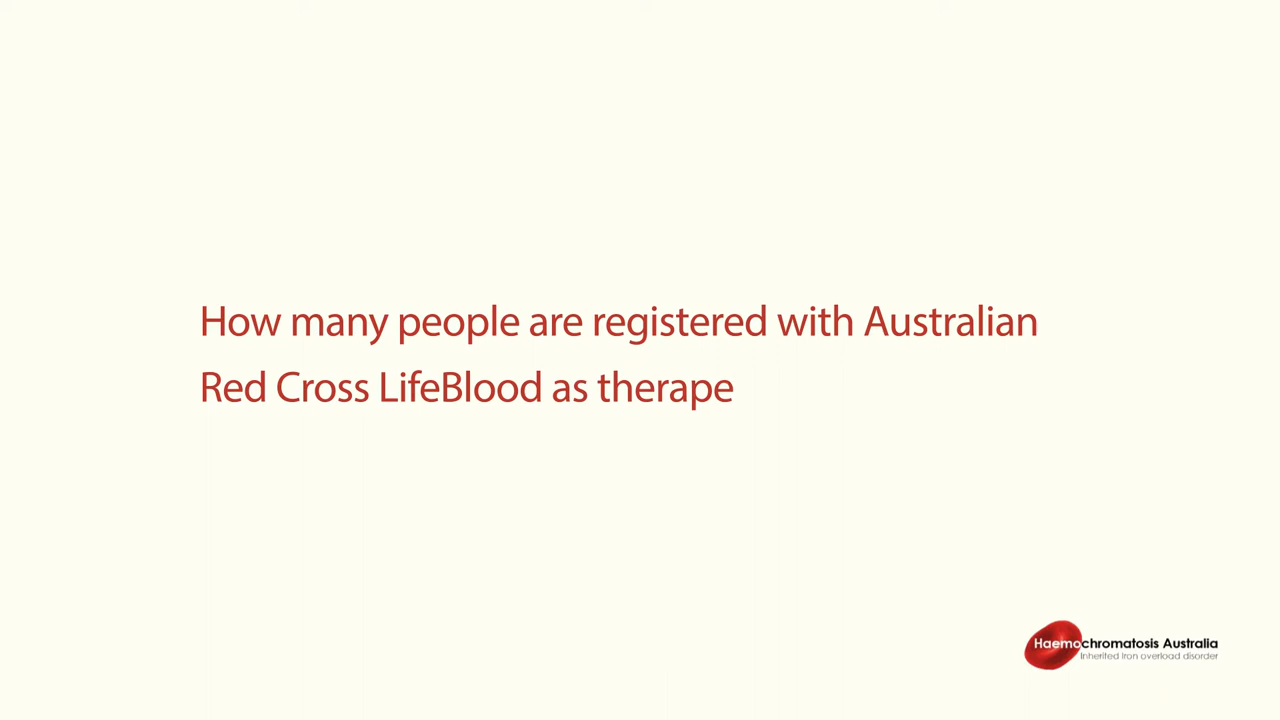 How many people are registered with Australian
Red Cross LifeBlood as therape
Haemochromatosis Australia
Inherited iron overload disorder